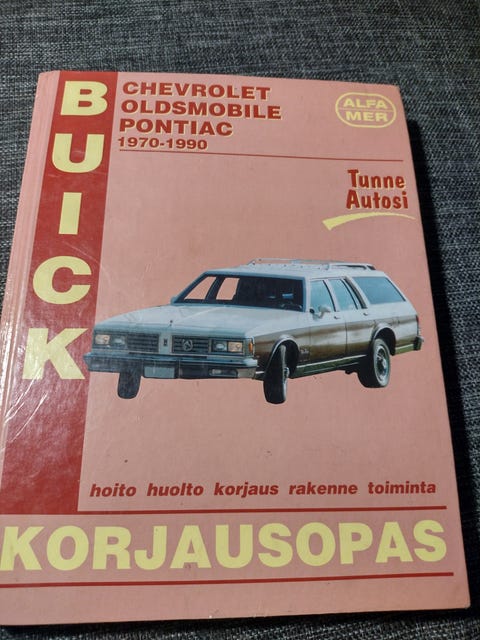 BUICK
CHEVROLET
OLDSMOBILE
PONTIAC
1970-1990
ALFA
MER
Tunne
Autosi
hoito huolto korjaus rakenne toiminta
KORJAUSOPAS